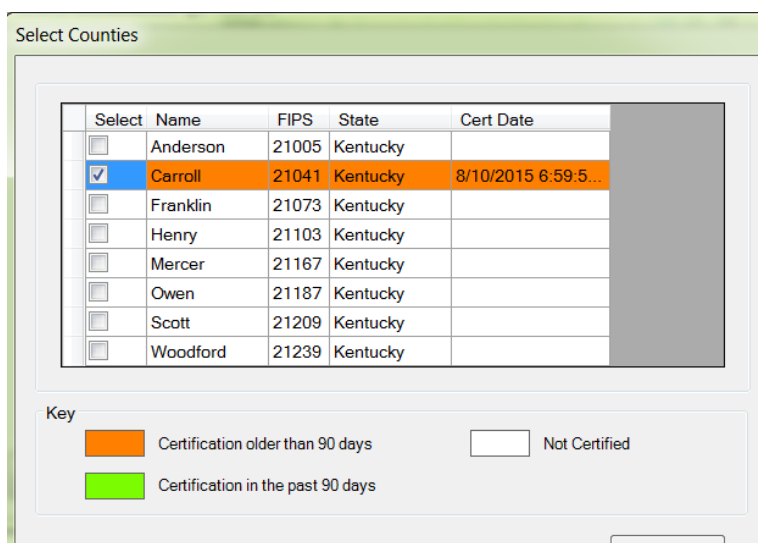 Select Counties
Select Name FIPS State Cert Date
Anderson 21005 Kentucky
Carroll 21041 Kentucky 8/10/2015 6:59:5...
Franklin 21073 Kentucky
Henry 21103 Kentucky
Mercer 21167 Kentucky
Owen 21187 Kentucky
Scott 21209 Kentucky
Woodford 21239 Kentucky
Key
Certification older than 90 days Not Certified
Certification in the past 90 days